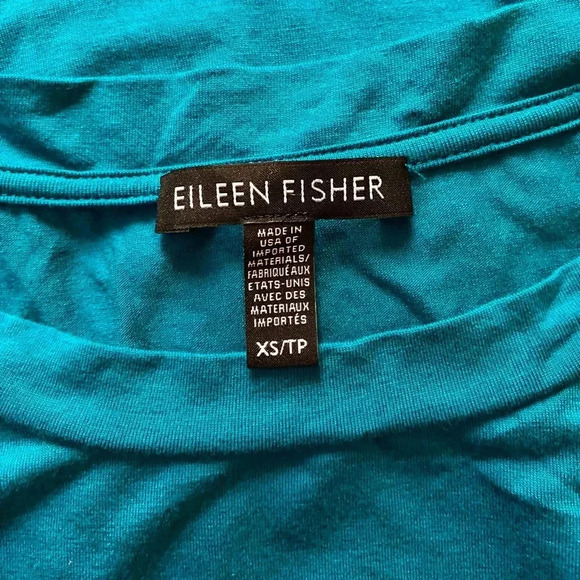 EILEEN FISHER
MADE IN
USA OF
IMPORTED
MATERIALS/
FABRIQUÉ AUX
ETATS-UNIS
AVEC DES
MATERIAUX
IMPORTÉS
XS/TP